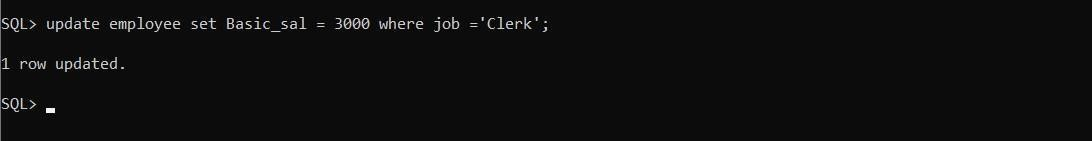 SQL> update employee set Basic_sal = 3000 where job ='Clerk';
1 row updated.
SQL>